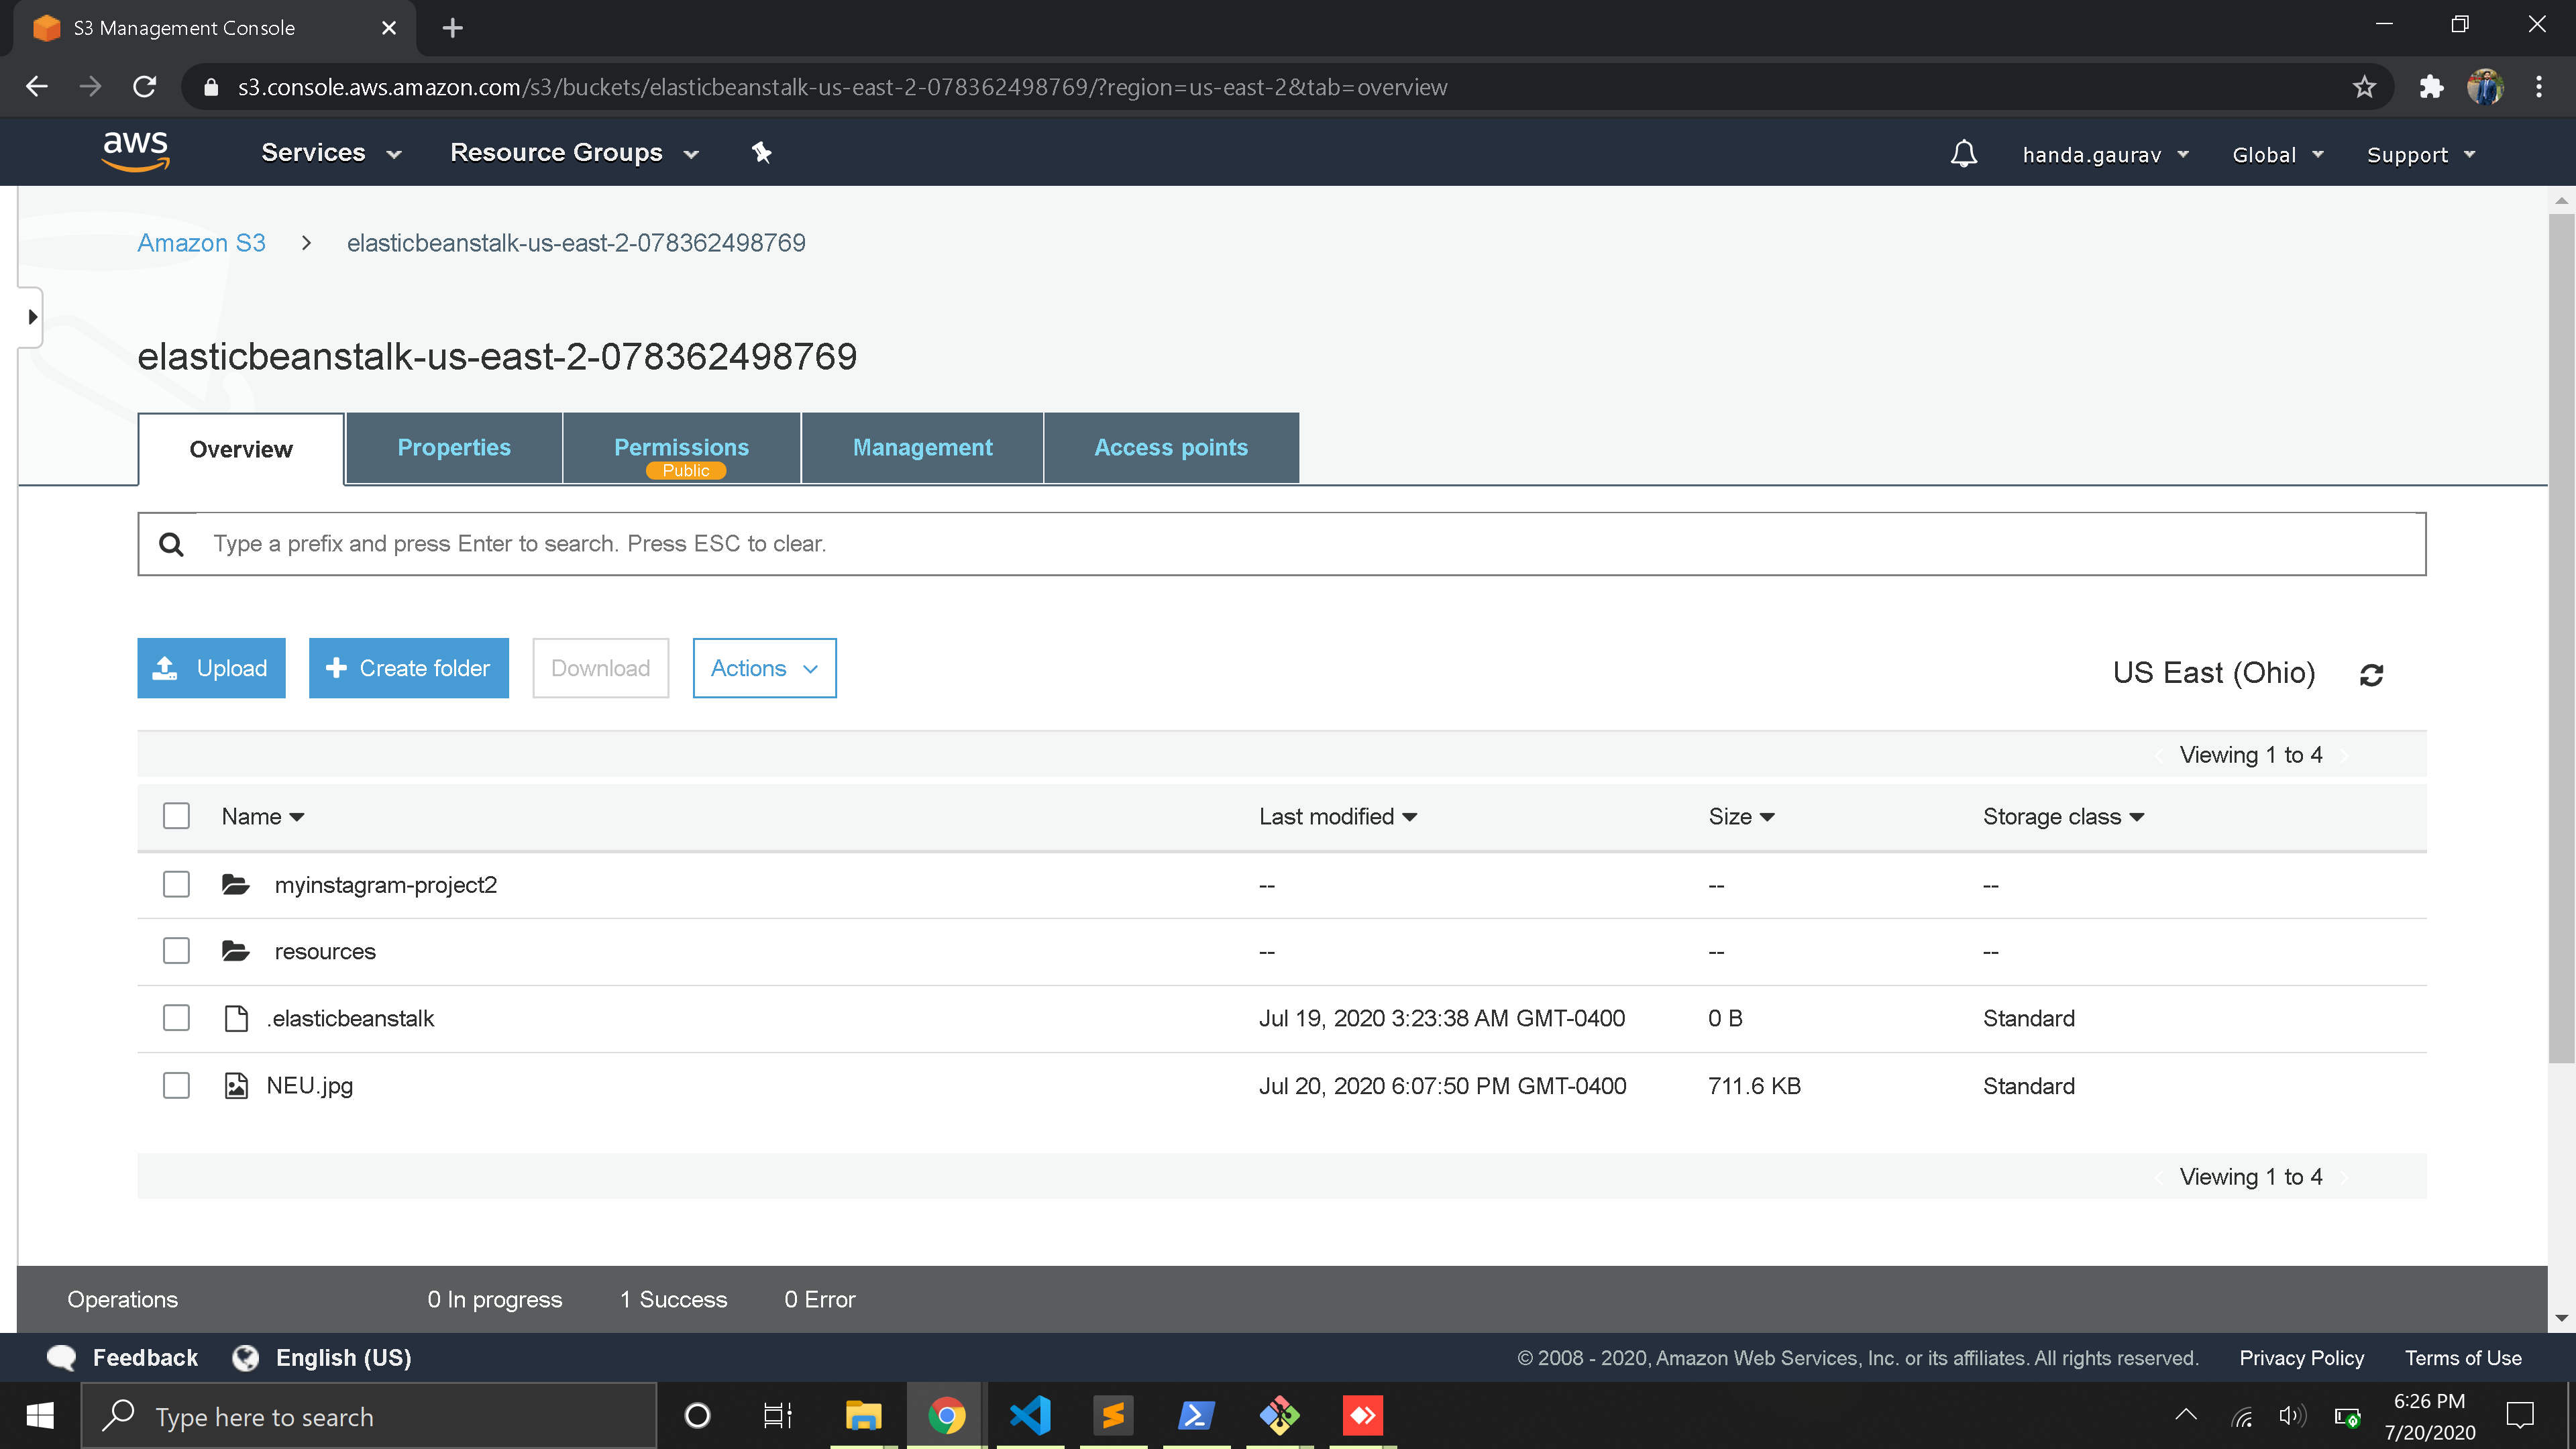 S3 Management Console
s3.console.aws.amazon.com/s3/buckets/elasticbeanstalk-us-east-2-078362498769/?region=us-east-2&tab=overview
aws
Services
Resource Groups
handa.gaurav
Global
Support
Amazon S3
elasticbeanstalk-us-east-2-078362498769
elasticbeanstalk-us-east-2-078362498769
Overview
Properties
Permissions
Public
Management
Access points
Type a prefix and press Enter to search. Press ESC to clear.
Upload
Create folder
Download
Actions
US East (Ohio)
Viewing 1 to 4
Name
Last modified
Size
Storage class
myinstagram-project2
--
--
--
resources
--
--
--
.elasticbeanstalk
Jul 19, 2020 3:23:38 AM GMT-0400
0 B
Standard
NEU.jpg
Jul 20, 2020 6:07:50 PM GMT-0400
711.6 KB
Standard
Viewing 1 to 4
Operations
0 In progress
1 Success
0 Error
Feedback
English (US)
© 2008 - 2020, Amazon Web Services, Inc. or its affiliates. All rights reserved.
Privacy Policy
Terms of Use
Type here to search
6:26 PM
7/20/2020